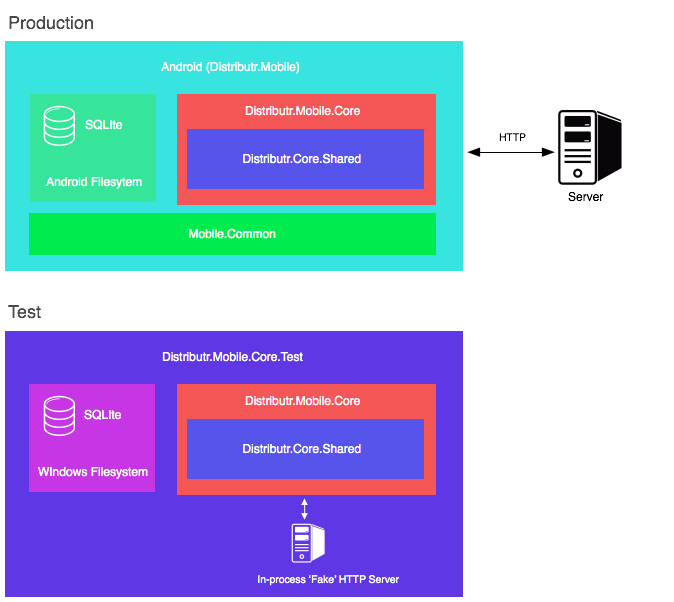 Production
Android (Distributr.Mobile)
SQLIte
Android Filesytem
Distributr.Mobile.Core
Distributr.Core.Shared
Mobile.Common
HTTP
Server
Test
Distributr.Mobile.Core.Test
SQLIte
WIndows Filesystem
Distributr.Mobile.Core
Distributr.Core.Shared
In-process 'Fake' HTTP Server